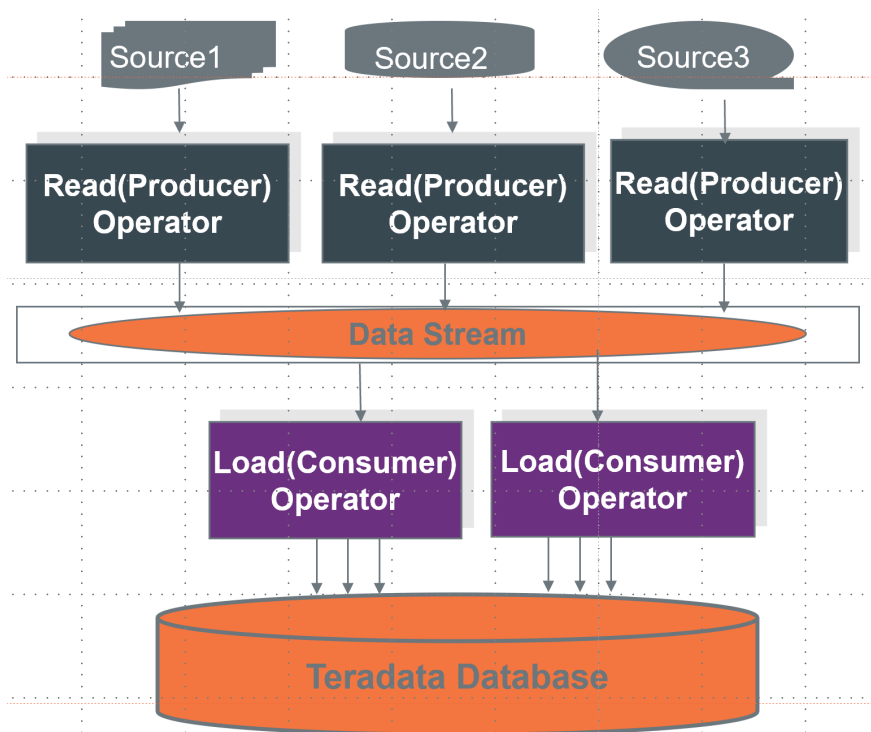 Source1
Source2
Source3
Read(Producer)
Operator
Read(Producer)
Operator
Read(Producer)
Operator
Data Stream
Load(Consumer)
Operator
Load(Consumer)
Operator
Teradata Database